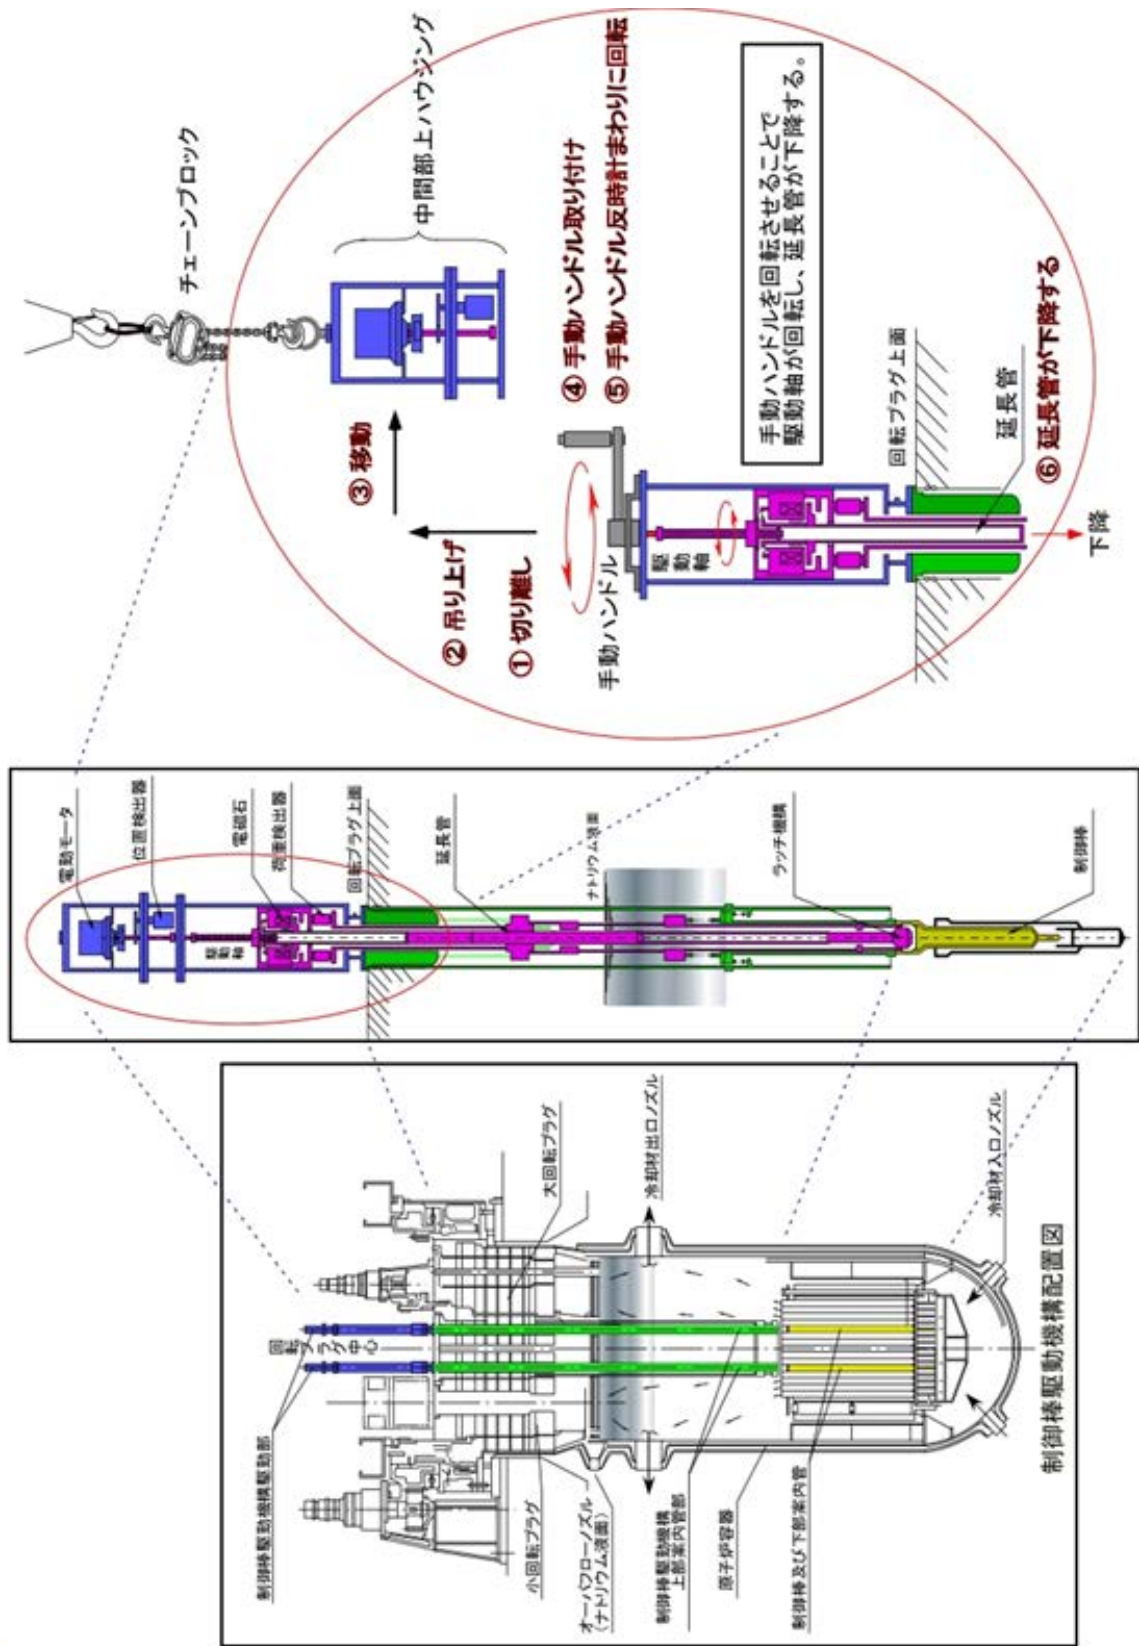 制御棒駆動機構駆動部
回転プラグ中心
小回転プラグ
大回転プラグ
オーバフローノズル
(ナトリウム液面)
冷却材出口ノズル
制御棒駆動機構
上部案内管部
原子炉容器
制御棒及び下部案内管
冷却材入口ノズル
制御棒駆動機構配置図
電動モータ
位置検出器
駆動軸
電磁石
荷重検出器
回転プラグ上面
延長管
ナトリウム液面
ラッチ機構
制御棒
チェーンブロック
中間部上ハウジング
③ 移動
② 吊り上げ
① 切り離し
手動ハンドル
④ 手動ハンドル取り付け
⑤ 手動ハンドル反時計まわりに回転
駆動軸
手動ハンドルを回転させることで
駆動軸が回転し、延長管が下降する。
回転プラグ上面
延長管
⑥ 延長管が下降する
下降